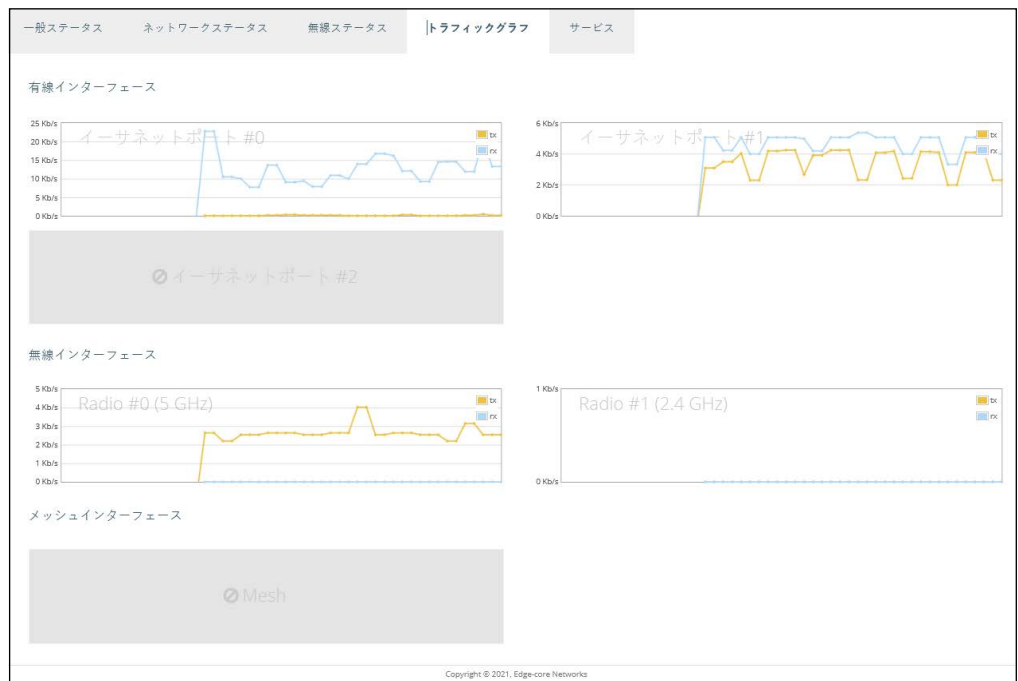 一般ステータス ネットワークステータス 無線ステータス トラフィックグラフ サービス
有線インターフェース
25 Kb/s
20 Kb/s
15 Kb/s
10 Kb/s
5 Kb/s
0 Kb/s
イーサネットポート #0
tx
rx
6 Kb/s
4 Kb/s
2 Kb/s
0 Kb/s
イーサネットポート #1
tx
rx
イーサネットポート #2
無線インターフェース
5 Kb/s
4 Kb/s
3 Kb/s
2 Kb/s
1 Kb/s
0 Kb/s
Radio #0 (5 GHz)
tx
rx
1 Kb/s
0 Kb/s
Radio #1 (2.4 GHz)
tx
rx
メッシュインターフェース
Mesh
Copyright © 2021, Edge-core Networks